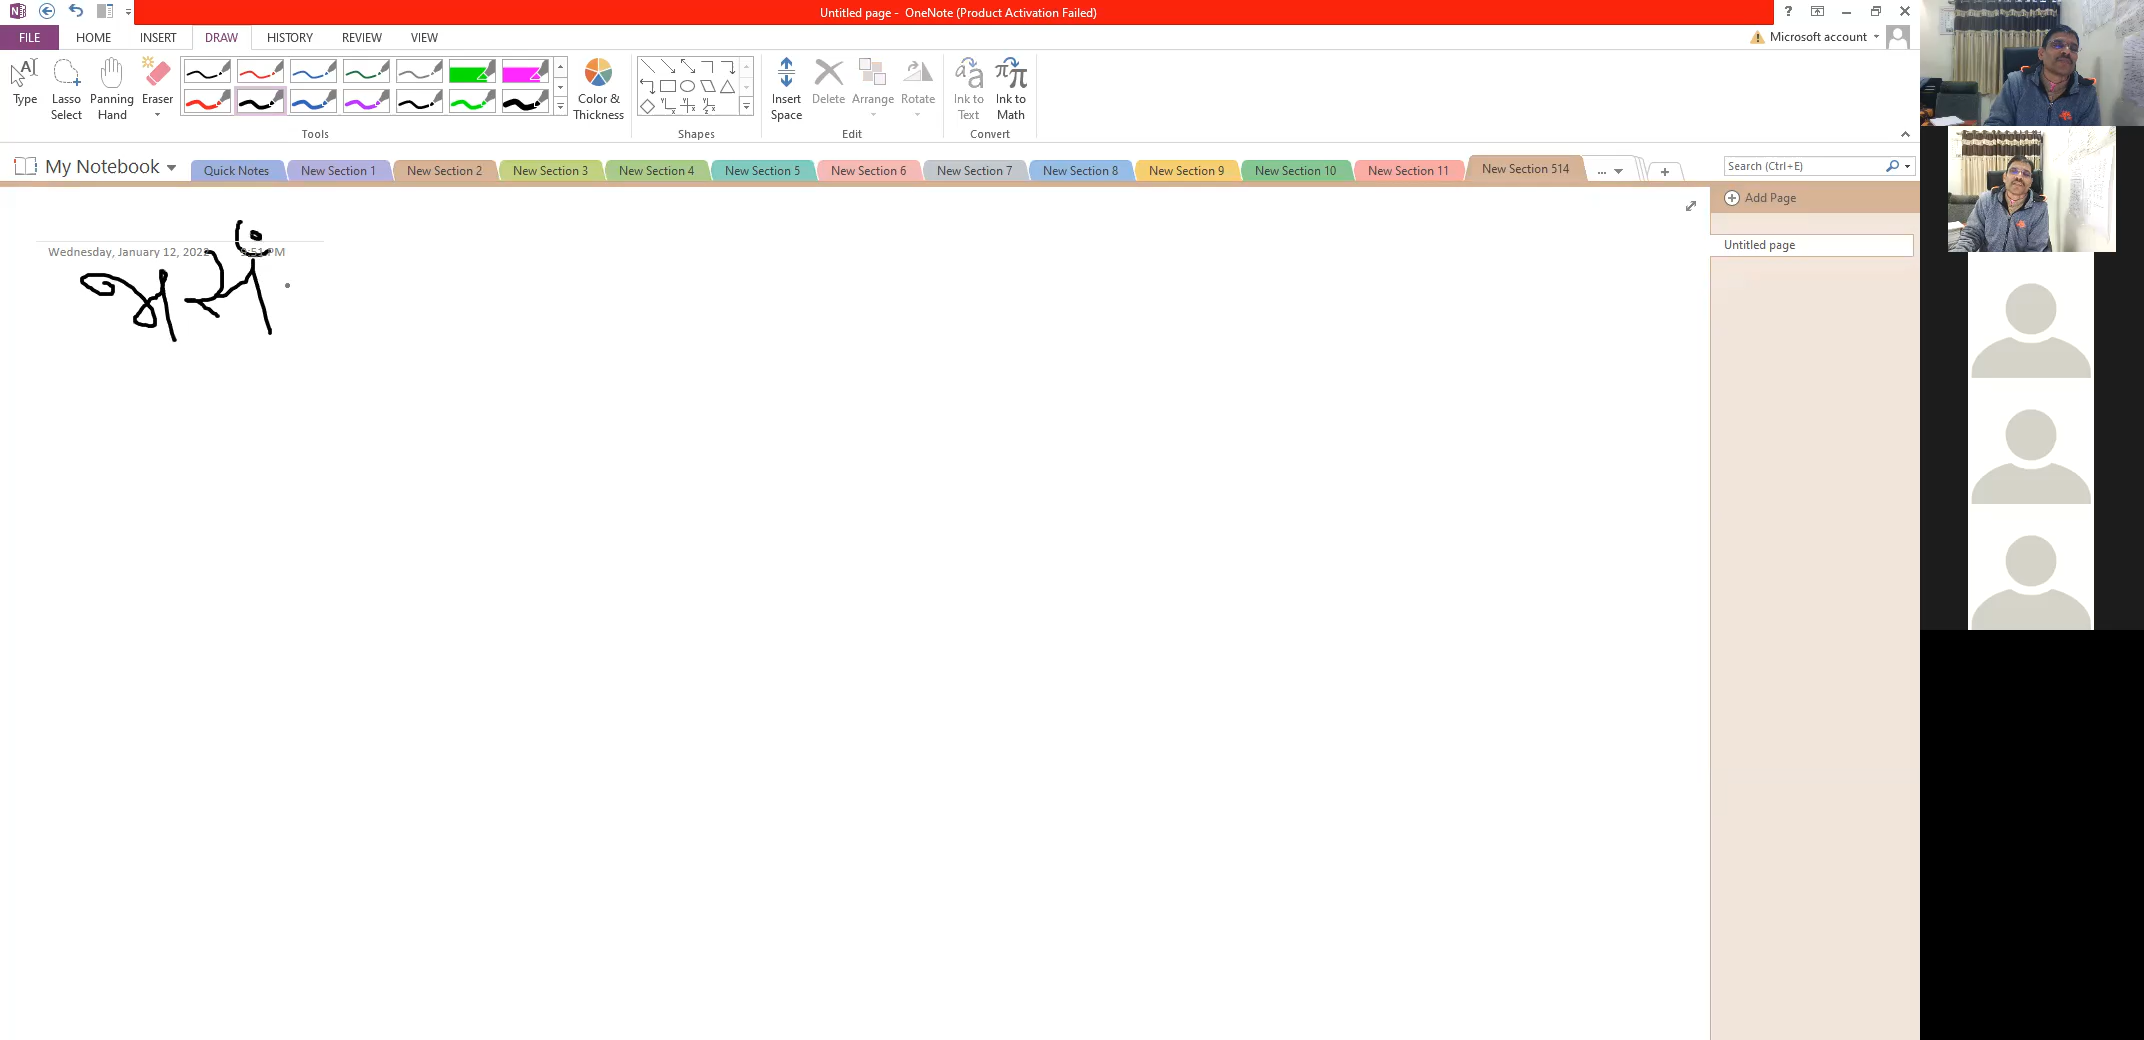 Untitled page - OneNote (Product Activation Failed)
?
FILE HOME INSERT DRAW HISTORY REVIEW VIEW
Microsoft account
Type
Lasso Select
Panning Hand
Eraser
Color & Thickness
Insert Space
Delete
Arrange
Rotate
Ink to Text
Ink to Math
Tools Shapes Edit Convert
My Notebook
Quick Notes New Section 1 New Section 2 New Section 3 New Section 4 New Section 5 New Section 6 New Section 7 New Section 8 New Section 9 New Section 10 New Section 11 New Section 514 ...
Search (Ctrl+E)
Add Page
Untitled page
Wednesday, January 12, 2022 9:51 PM